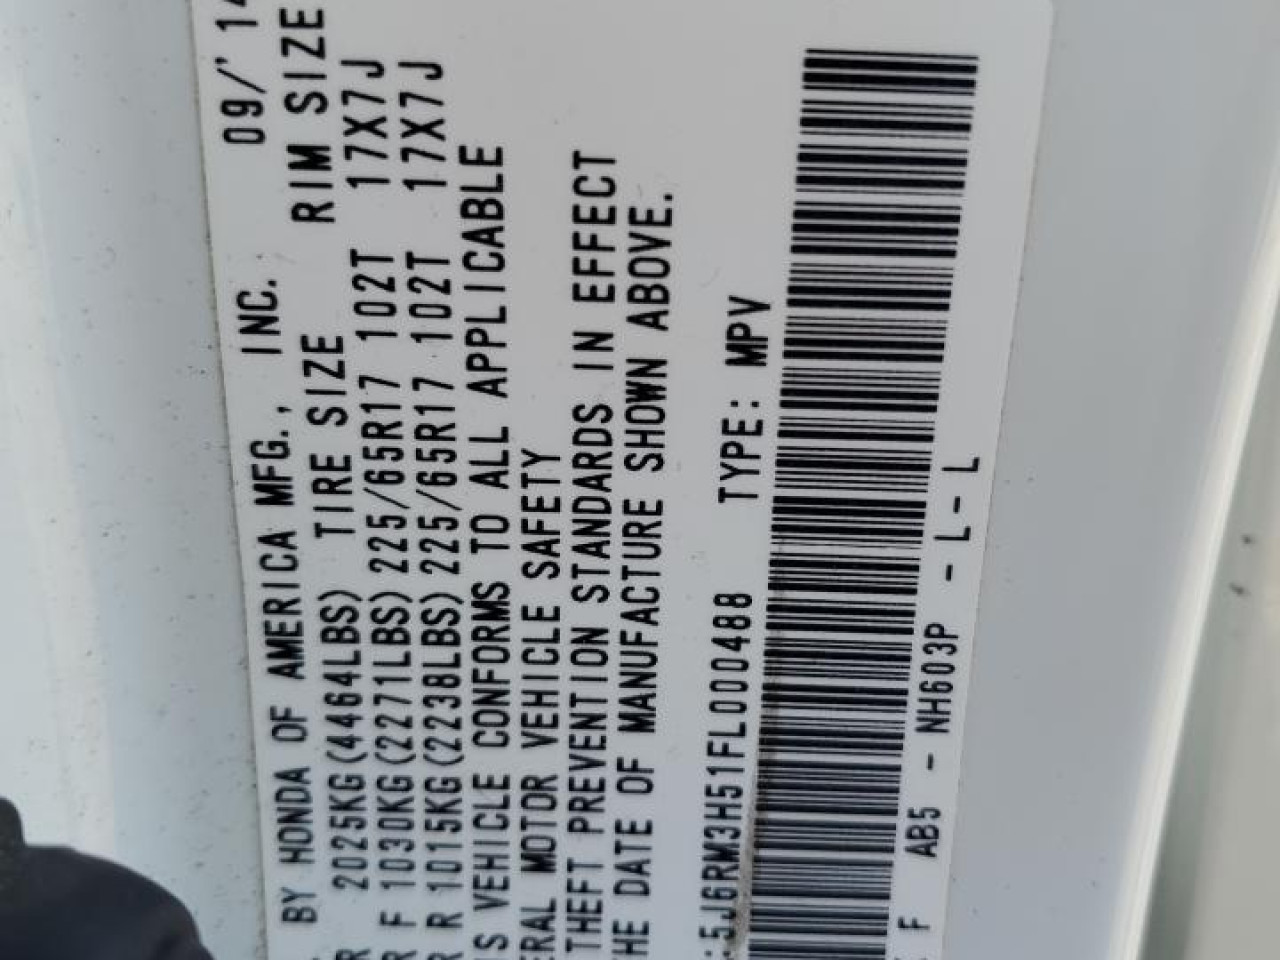 BY HONDA OF AMERICA MFG., INC. 09/'14
2025KG(4464LBS) TIRE SIZE RIM SIZE
R F 1030KG(2271LBS) 225/65R17 102T 17X7J
R R 1015KG(2238LBS) 225/65R17 102T 17X7J
IS VEHICLE CONFORMS TO ALL APPLICABLE
ERAL MOTOR VEHICLE SAFETY
THEFT PREVENTION STANDARDS IN EFFECT
HE DATE OF MANUFACTURE SHOWN ABOVE.
:5J6RM3H51FL000488 TYPE: MPV
F AB5 - NH603P - L-L